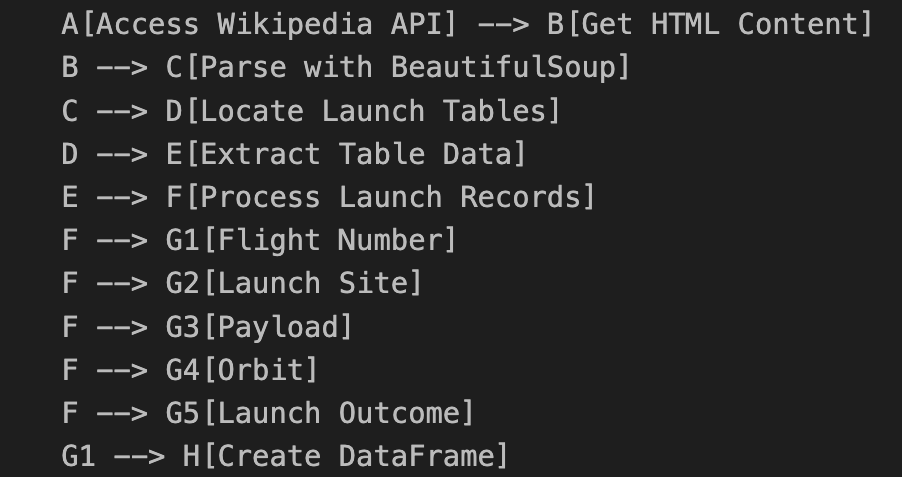 A[Access Wikipedia API] --> B[Get HTML Content]
B --> C[Parse with BeautifulSoup]
C --> D[Locate Launch Tables]
D --> E[Extract Table Data]
E --> F[Process Launch Records]
F --> G1[Flight Number]
F --> G2[Launch Site]
F --> G3[Payload]
F --> G4[Orbit]
F --> G5[Launch Outcome]
G1 --> H[Create DataFrame]